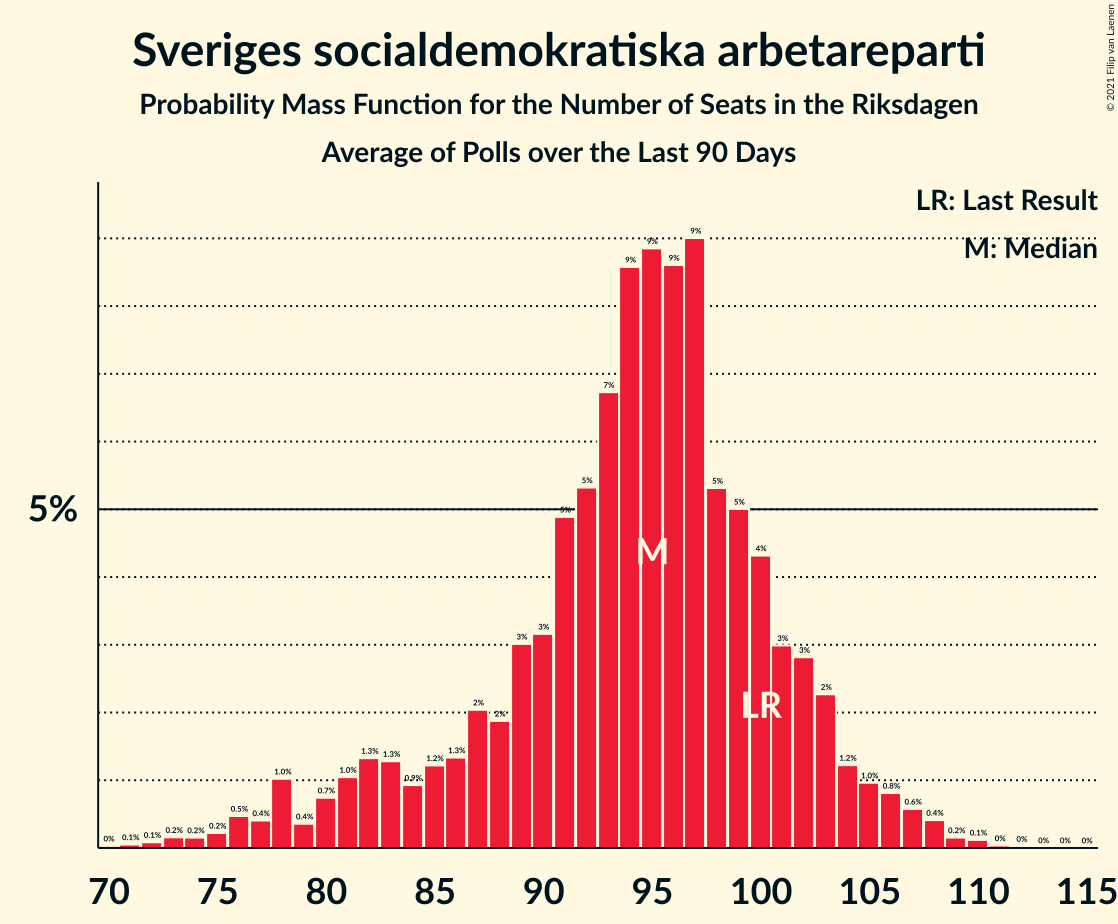 Sveriges socialdemokratiska arbetareparti
Probability Mass Function for the Number of Seats in the Riksdagen
Average of Polls over the Last 90 Days
© 2021 Filip van Laenen
LR: Last Result
M: Median
5%
0% 0.1% 0.1% 0.2% 0.2% 0.2% 0.5% 0.4% 1.0% 0.4% 0.7% 1.0% 1.3% 1.3% 0.9% 1.2% 1.3% 2% 2% 3% 3% 5% 5% 7% 9% 9% 9% 9% 5% 5% 4% 3% 3% 2% 1.2% 1.0% 0.8% 0.6% 0.4% 0.2% 0.1% 0% 0% 0% 0% 0%
M
LR
70 75 80 85 90 95 100 105 110 115